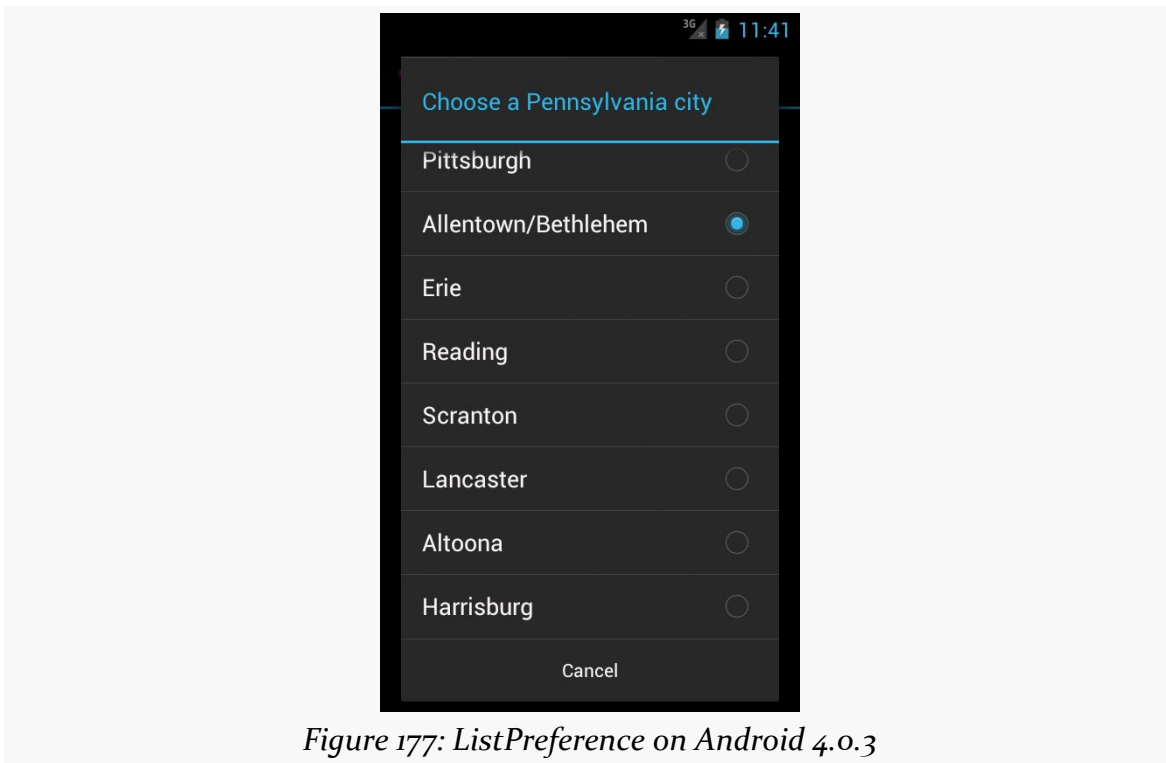 3G
11:41
Choose a Pennsylvania city
Pittsburgh
Allentown/Bethlehem
Erie
Reading
Scranton
Lancaster
Altoona
Harrisburg
Cancel
Figure 177: ListPreference on Android 4.0.3